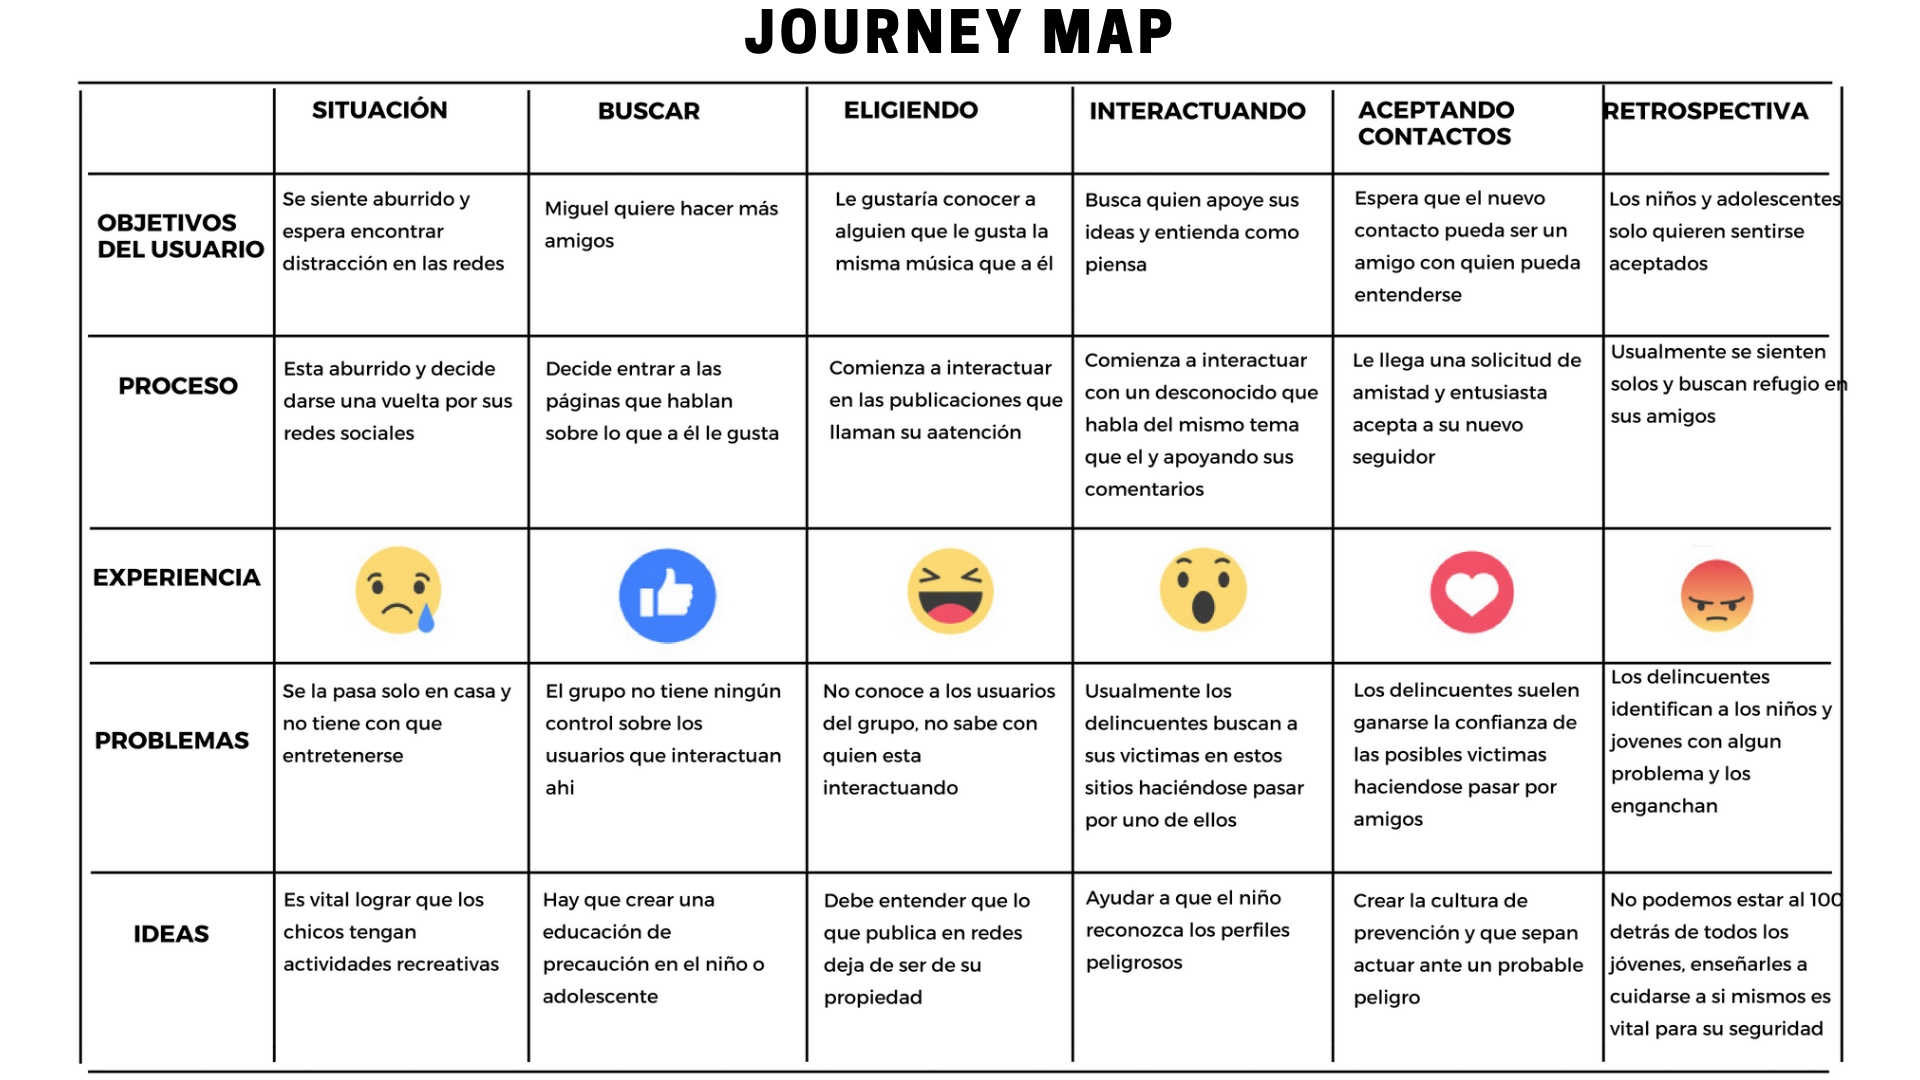 JOURNEY MAP
SITUACIÓN
BUSCAR
ELIGIENDO
INTERACTUANDO
ACEPTANDO
CONTACTOS
RETROSPECTIVA
OBJETIVOS
DEL USUARIO
Se siente aburrido y
espera encontrar
distracción en las redes
Miguel quiere hacer más
amigos
Le gustaría conocer a
alguien que le gusta la
misma música que a él
Busca quien apoye sus
ideas y entienda como
piensa
Espera que el nuevo
contacto pueda ser un
amigo con quien pueda
entenderse
Los niños y adolescentes
solo quieren sentirse
aceptados
PROCESO
Esta aburrido y decide
darse una vuelta por sus
redes sociales
Decide entrar a las
páginas que hablan
sobre lo que a él le gusta
Comienza a interactuar
en las publicaciones que
llaman su aatención
Comienza a interactuar
con un desconocido que
habla del mismo tema
que el y apoyando sus
comentarios
Le llega una solicitud de
amistad y entusiasta
acepta a su nuevo
seguidor
Usualmente se sienten
solos y buscan refugio en
sus amigos
EXPERIENCIA
PROBLEMAS
Se la pasa solo en casa y
no tiene con que
entretenerse
El grupo no tiene ningún
control sobre los
usuarios que interactuan
ahi
No conoce a los usuarios
del grupo, no sabe con
quien esta
interactuando
Usualmente los
delincuentes buscan a
sus victimas en estos
sitios haciéndose pasar
por uno de ellos
Los delincuentes suelen
ganarse la confianza de
las posibles victimas
haciendose pasar por
amigos
Los delincuentes
identifican a los niños y
jovenes con algun
problema y los
enganchan
IDEAS
Es vital lograr que los
chicos tengan
actividades recreativas
Hay que crear una
educación de
precaución en el niño o
adolescente
Debe entender que lo
que publica en redes
deja de ser de su
propiedad
Ayudar a que el niño
reconozca los perfiles
peligrosos
Crear la cultura de
prevención y que sepan
actuar ante un probable
peligro
No podemos estar al 100
detrás de todos los
jóvenes, enseñarles a
cuidarse a si mismos es
vital para su seguridad